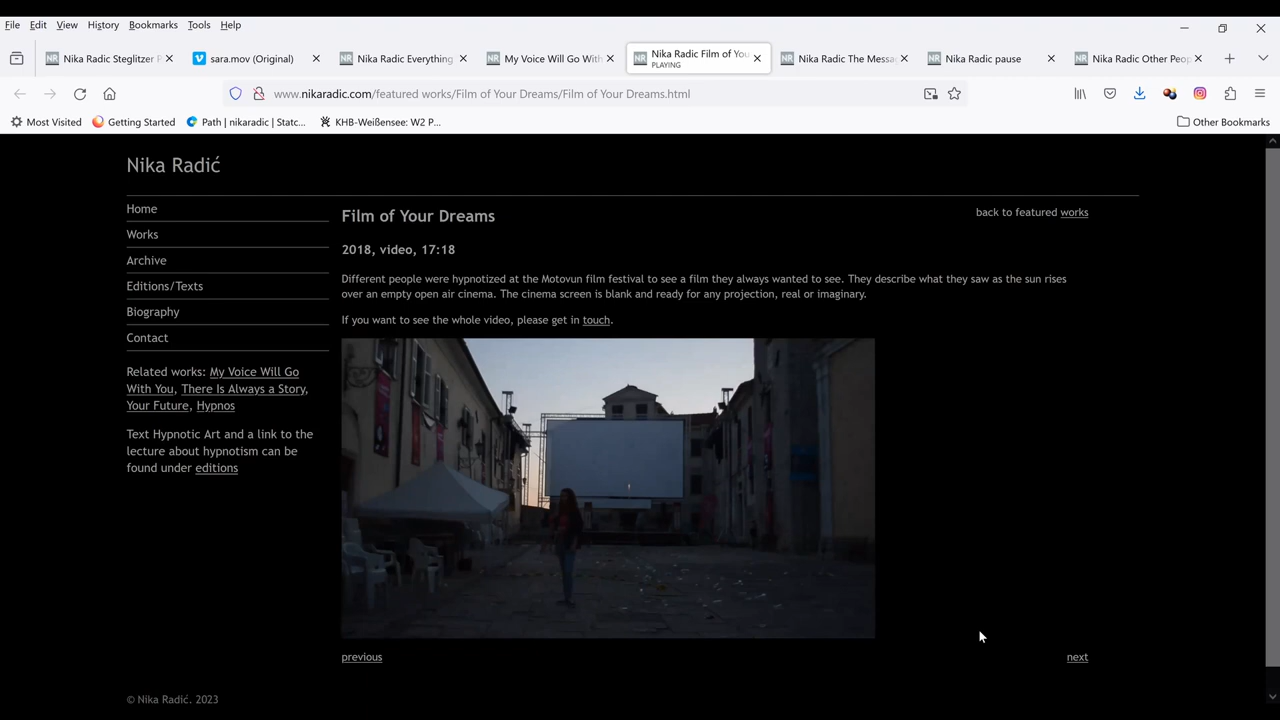 File Edit View History Bookmarks Tools Help
Nika Radic Steglitzer P
sara.mov (Original)
Nika Radic Everything
My Voice Will Go With
Nika Radic Film of You
PLAYING
Nika Radic The Messa
Nika Radic pause
Nika Radic Other Peop
www.nikaradic.com/featured works/Film of Your Dreams/Film of Your Dreams.html
Most Visited
Getting Started
Path | nikaradic | Statc...
KHB-Weißensee: W2 P...
Other Bookmarks
Nika Radić
Home
Works
Archive
Editions/Texts
Biography
Contact
Related works: My Voice Will Go
With You, There Is Always a Story,
Your Future, Hypnos
Text Hypnotic Art and a link to the
lecture about hypnotism can be
found under editions
Film of Your Dreams
back to featured works
2018, video, 17:18
Different people were hypnotized at the Motovun film festival to see a film they always wanted to see. They describe what they saw as the sun rises
over an empty open air cinema. The cinema screen is blank and ready for any projection, real or imaginary.
If you want to see the whole video, please get in touch.
previous
next
© Nika Radić. 2023